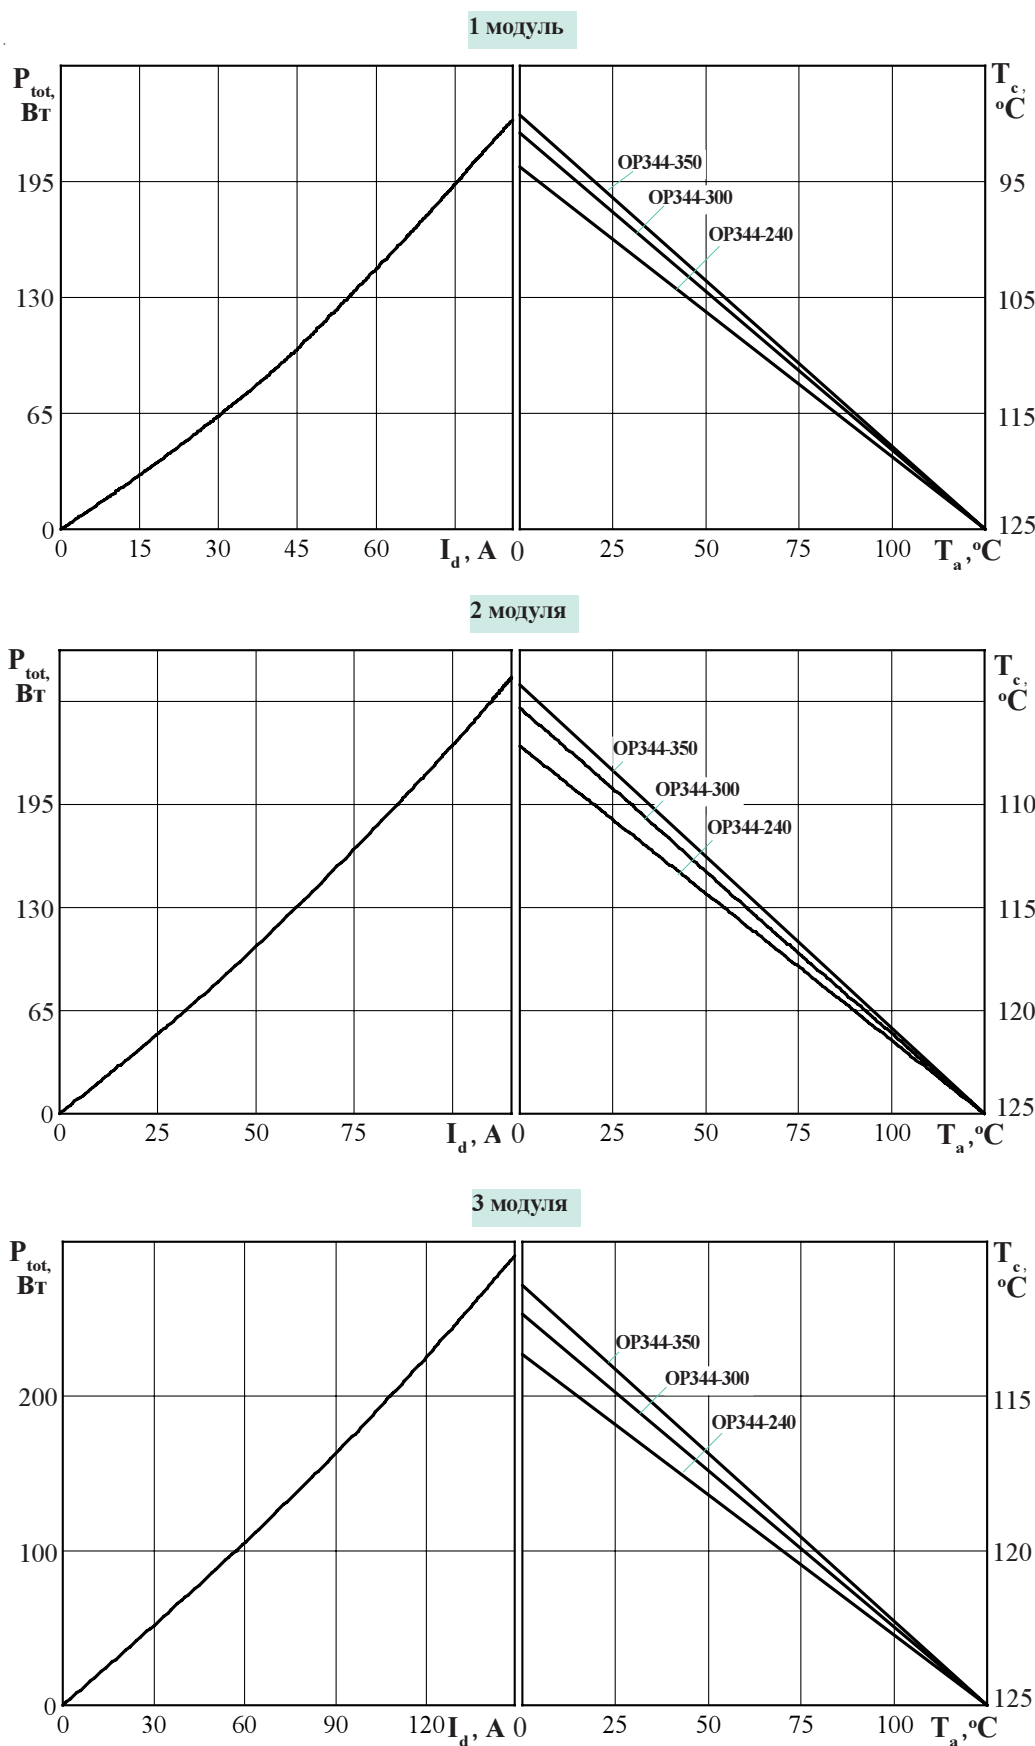 1 модуль
P tot, Вт
T c, °C
OP344-350
OP344-300
OP344-240
195
95
130
105
65
115
0
125
0 15 30 45 60 I d, A 0 25 50 75 100 T a, °C
2 модуля
P tot, Вт
T c, °C
OP344-350
OP344-300
OP344-240
195
110
130
115
65
120
0
125
0 25 50 75 I d, A 0 25 50 75 100 T a, °C
3 модуля
P tot, Вт
T c, °C
OP344-350
OP344-300
OP344-240
200
115
100
120
0
125
0 30 60 90 120 I d, A 0 25 50 75 100 T a, °C